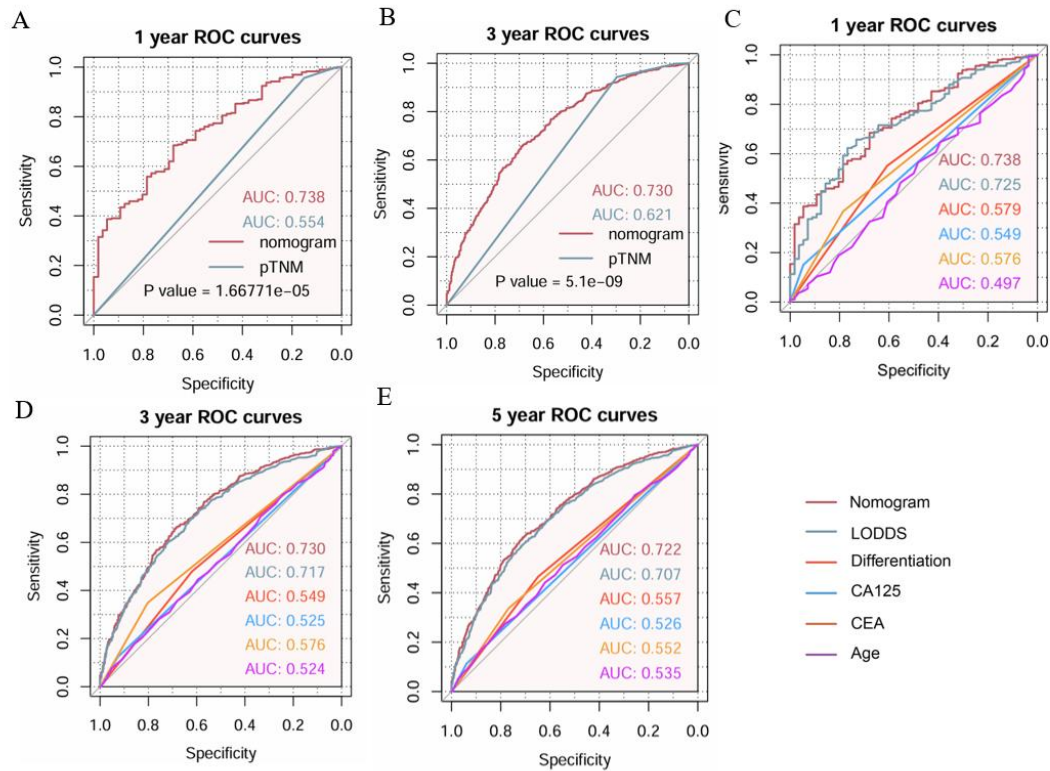 A
1 year ROC curves
Sensitivity
0.0 0.2 0.4 0.6 0.8 1.0
AUC: 0.738
AUC: 0.554
nomogram
pTNM
P value = 1.66771e−05
1.0 0.8 0.6 0.4 0.2 0.0
Specificity
B
3 year ROC curves
Sensitivity
0.0 0.2 0.4 0.6 0.8 1.0
AUC: 0.730
AUC: 0.621
nomogram
pTNM
P value = 5.1e−09
1.0 0.8 0.6 0.4 0.2 0.0
Specificity
C
1 year ROC curves
Sensitivity
0.0 0.2 0.4 0.6 0.8 1.0
AUC: 0.738
AUC: 0.725
AUC: 0.579
AUC: 0.549
AUC: 0.576
AUC: 0.497
1.0 0.8 0.6 0.4 0.2 0.0
Specificity
D
3 year ROC curves
Sensitivity
0.0 0.2 0.4 0.6 0.8 1.0
AUC: 0.730
AUC: 0.717
AUC: 0.549
AUC: 0.525
AUC: 0.576
AUC: 0.524
1.0 0.8 0.6 0.4 0.2 0.0
Specificity
E
5 year ROC curves
Sensitivity
0.0 0.2 0.4 0.6 0.8 1.0
AUC: 0.722
AUC: 0.707
AUC: 0.557
AUC: 0.526
AUC: 0.552
AUC: 0.535
1.0 0.8 0.6 0.4 0.2 0.0
Specificity
Nomogram
LODDS
Differentiation
CA125
CEA
Age